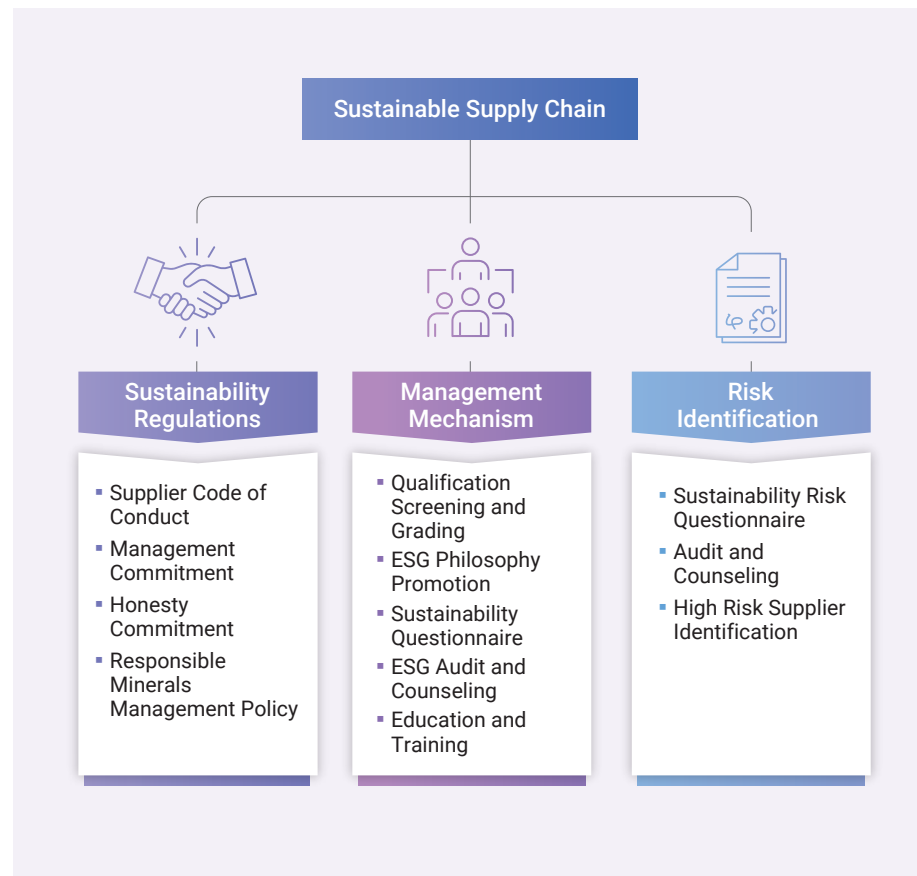 Sustainable Supply Chain
Sustainability
Regulations
▪ Supplier Code of
Conduct
▪ Management
Commitment
▪ Honesty
Commitment
▪ Responsible
Minerals
Management Policy
Management
Mechanism
▪ Qualification
Screening and
Grading
▪ ESG Philosophy
Promotion
▪ Sustainability
Questionnaire
▪ ESG Audit and
Counseling
▪ Education and
Training
Risk
Identification
▪ Sustainability Risk
Questionnaire
▪ Audit and
Counseling
▪ High Risk Supplier
Identification